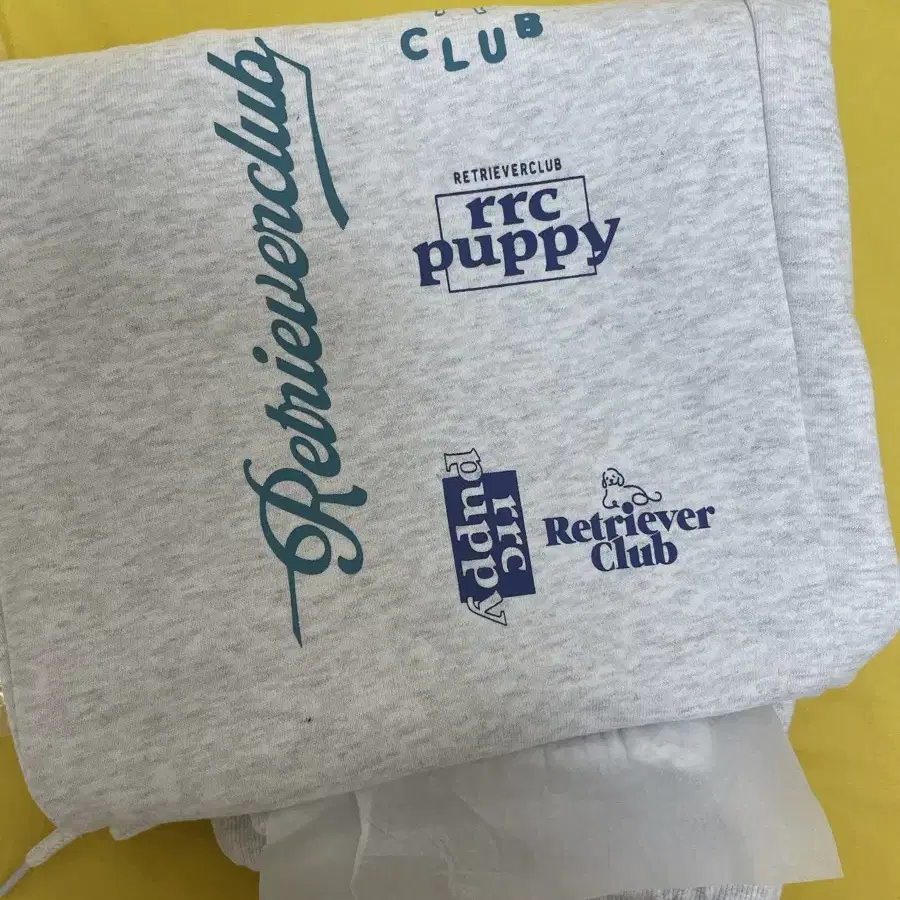 CLUB
Retrieverclub
RETRIEVERCLUB
rrc
puppy
rrc
puppy
Retriever
Club